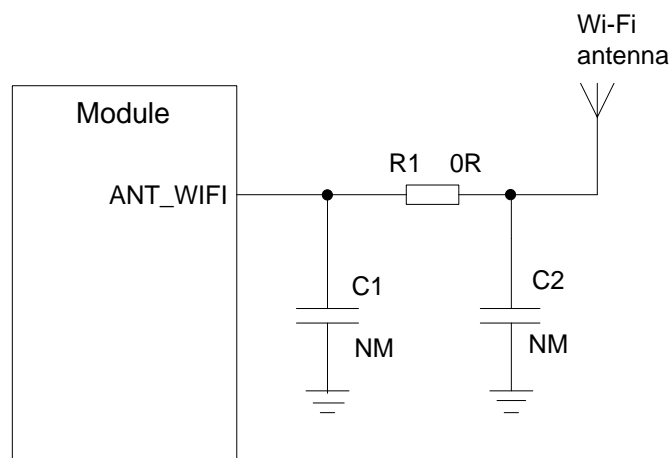 Wi-Fi
antenna
Module
R1 0R
ANT_WIFI
C1
C2
NM
NM